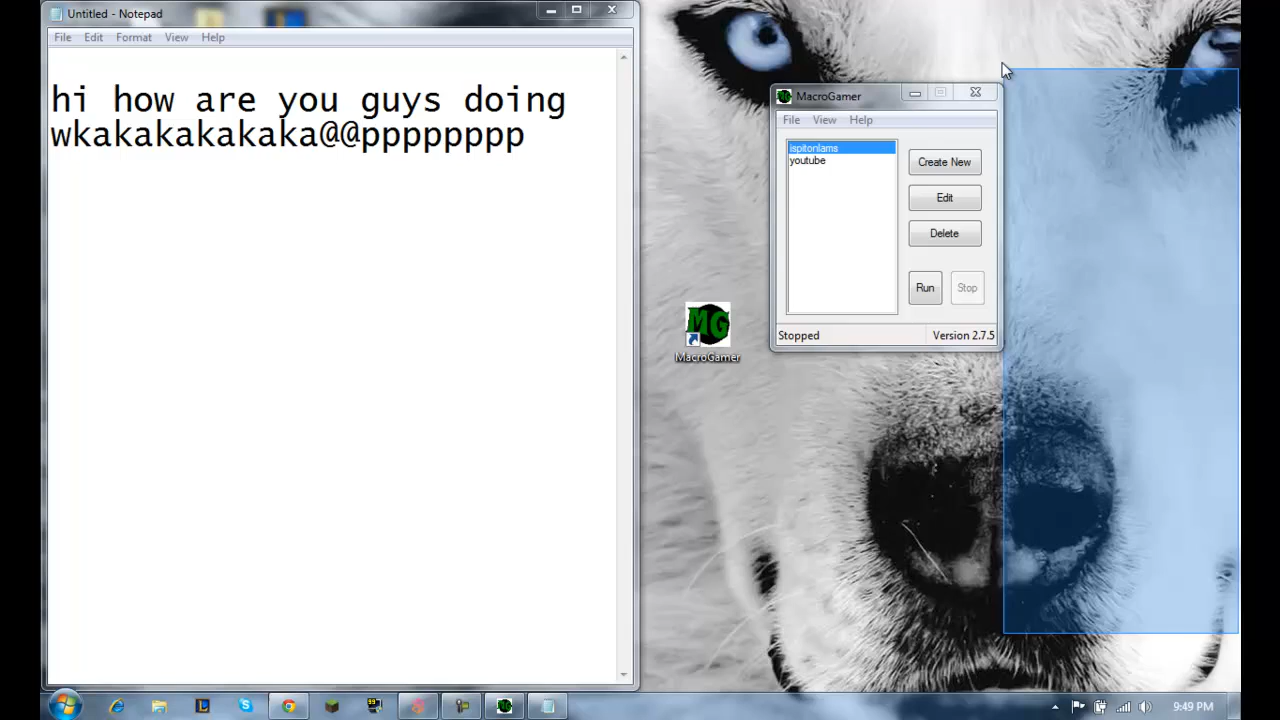 Untitled - Notepad
File Edit Format View Help
hi how are you guys doing
wkakakakakaka@@pppppppp
MacroGamer
File View Help
ispitonlams
youtube
Create New
Edit
Delete
Run Stop
Stopped Version 2.7.5
MG
MacroGamer
9:49 PM